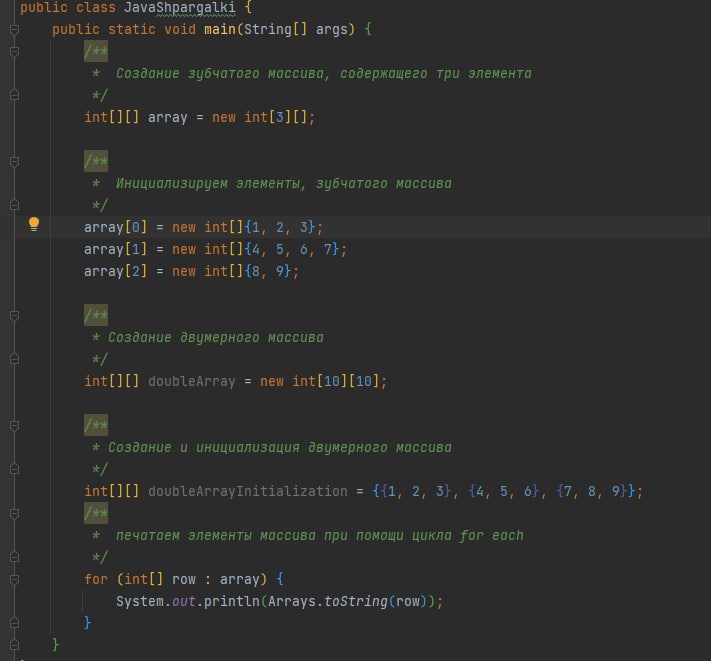 public class JavaShpargalki {
public static void main(String[] args) {
/**
* Создание зубчатого массива, содержащего три элемента
*/
int[][] array = new int[3][];
/**
* Инициализируем элементы, зубчатого массива
*/
array[0] = new int[]{1, 2, 3};
array[1] = new int[]{4, 5, 6, 7};
array[2] = new int[]{8, 9};
/**
* Создание двумерного массива
*/
int[][] doubleArray = new int[10][10];
/**
* Создание и инициализация двумерного массива
*/
int[][] doubleArrayInitialization = {{1, 2, 3}, {4, 5, 6}, {7, 8, 9}};
/**
* печатаем элементы массива при помощи цикла for each
*/
for (int[] row : array) {
System.out.println(Arrays.toString(row));
}
}